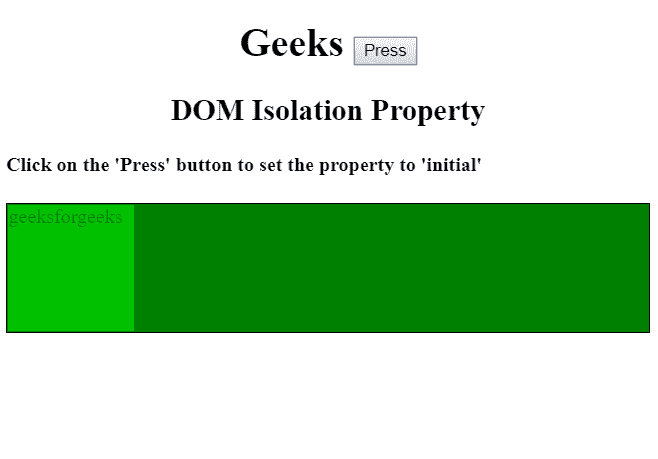 Geeks Press
DOM Isolation Property
Click on the 'Press' button to set the property to 'initial'
geeksforgeeks